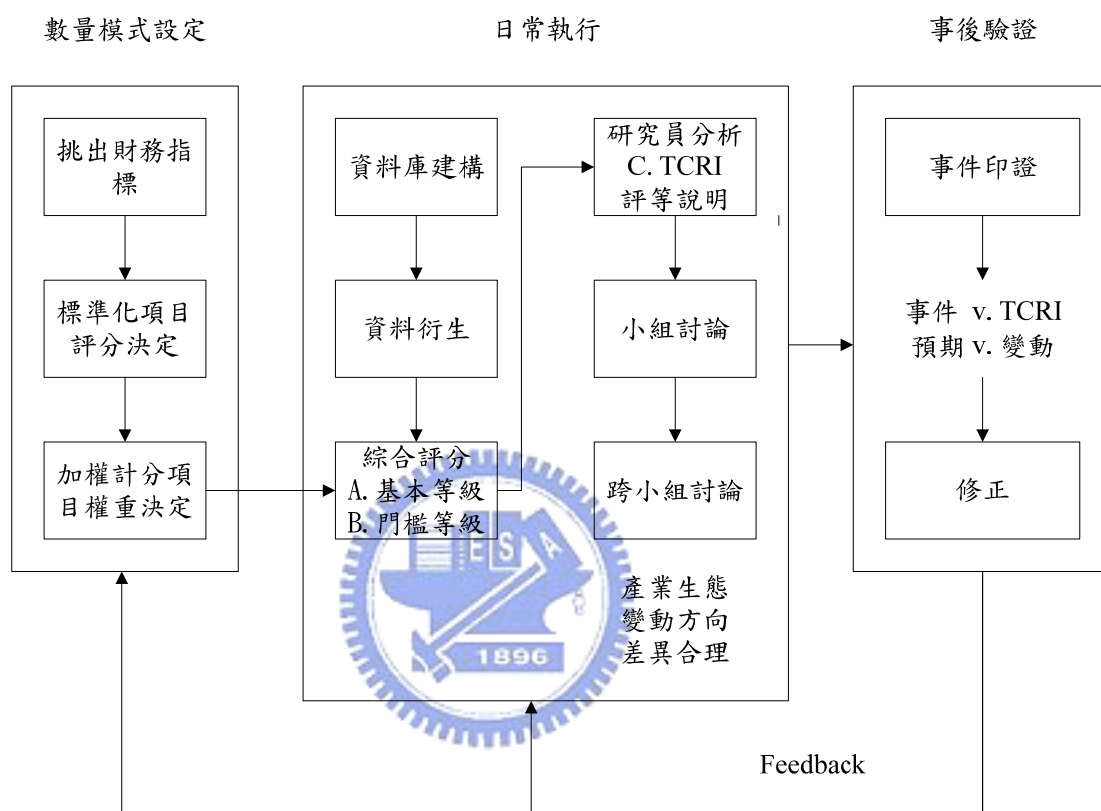 數量模式設定
日常執行
事後驗證
挑出財務指
標
標準化項目
評分決定
加權計分項
目權重決定
資料庫建構
資料衍生
綜合評分
A. 基本等級
B. 門檻等級
研究員分析
C. TCRI
評等說明
小組討論
跨小組討論
產業生態
變動方向
差異合理
事件印證
事件 v. TCRI
預期 v. 變動
修正
Feedback
E S A
1896